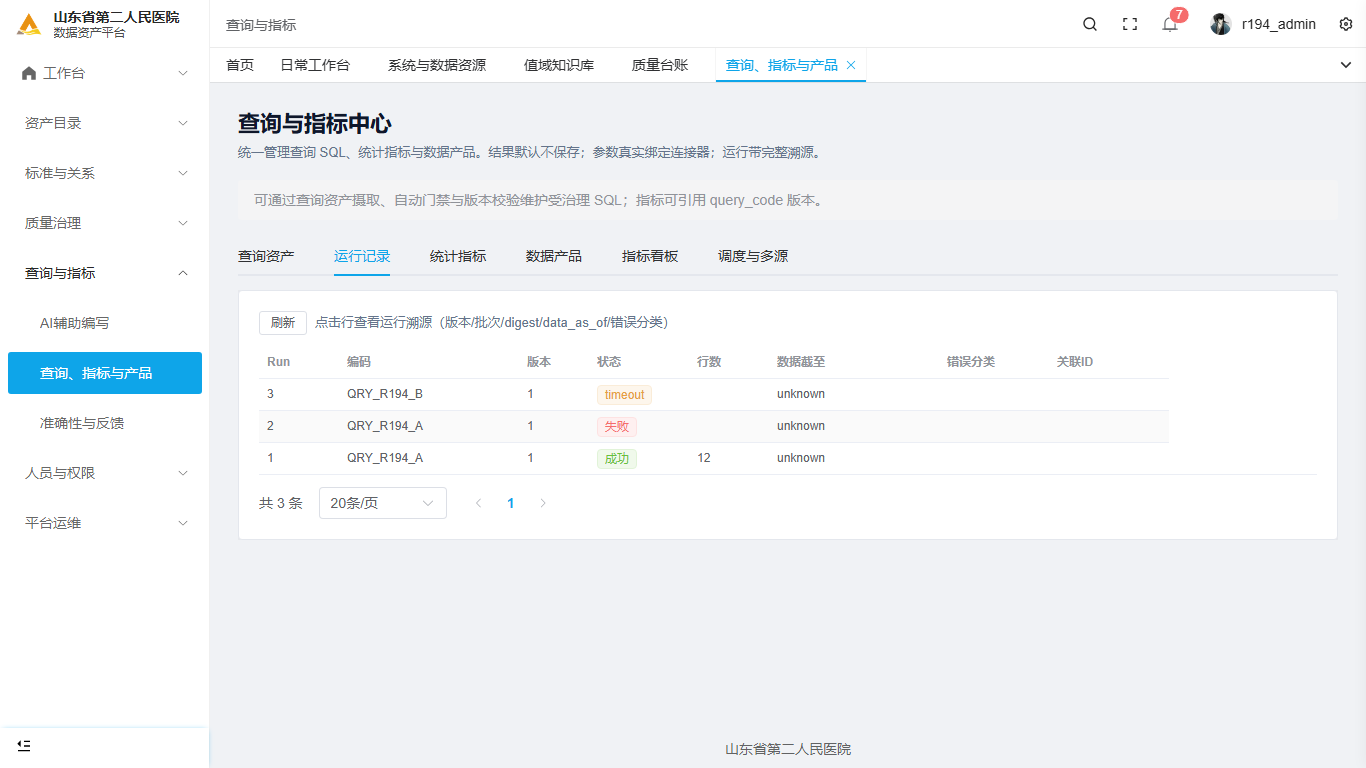 山东省第二人民医院
数据资产平台
查询与指标
7
r194_admin
首页 日常工作台 系统与数据资源 值域知识库 质量台账 查询、指标与产品
工作台
资产目录
标准与关系
质量治理
查询与指标
AI辅助编写
查询、指标与产品
准确性与反馈
人员与权限
平台运维
查询与指标中心
统一管理查询 SQL、统计指标与数据产品。结果默认不保存；参数真实绑定连接器；运行带完整溯源。
可通过查询资产摄取、自动门禁与版本校验维护受治理 SQL；指标可引用 query_code 版本。
查询资产 运行记录 统计指标 数据产品 指标看板 调度与多源
刷新 点击行查看运行溯源（版本/批次/digest/data_as_of/错误分类）
Run 编码 版本 状态 行数 数据截至 错误分类 关联ID
3 QRY_R194_B 1 timeout unknown
2 QRY_R194_A 1 失败 unknown
1 QRY_R194_A 1 成功 12 unknown
共 3 条 20条/页 1
山东省第二人民医院